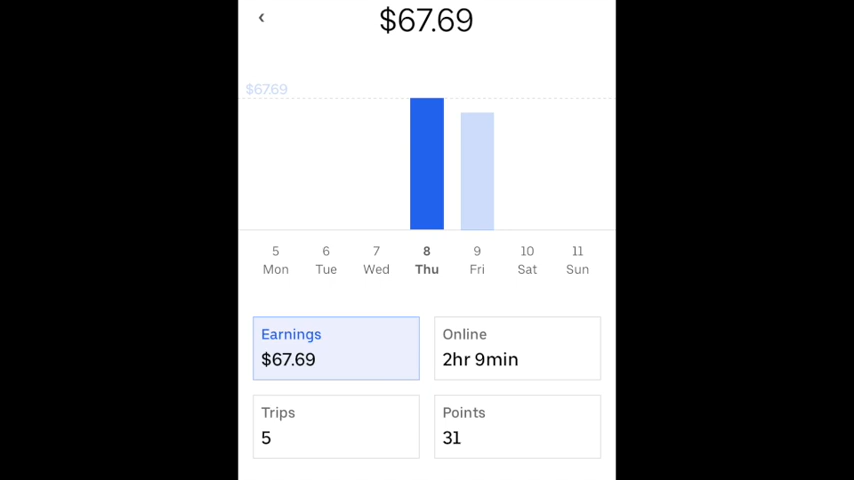 $67.69
$67.69
5 6 7 8 9 10 11
Mon Tue Wed Thu Fri Sat Sun
Earnings
$67.69
Online
2hr 9min
Trips
5
Points
31